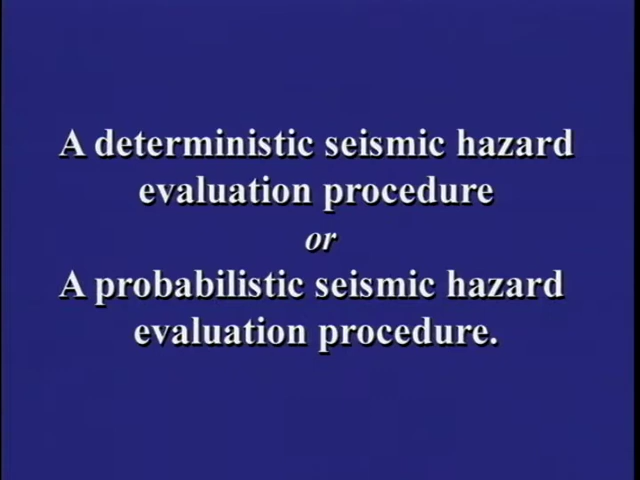 A deterministic seismic hazard
evaluation procedure
or
A probabilistic seismic hazard
evaluation procedure.